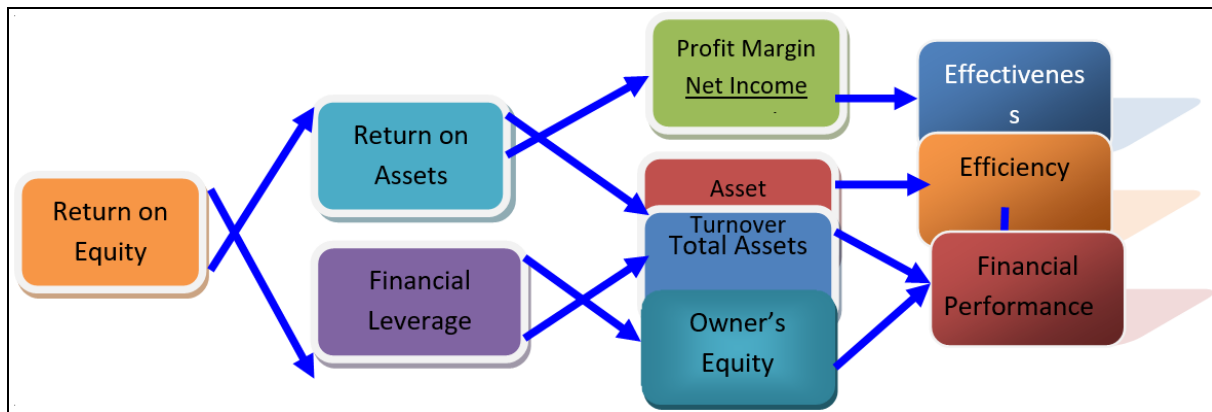 Return on
Equity
Return on
Assets
Financial
Leverage
Profit Margin
Net Income
Asset
Turnover
Total Assets
Owner’s
Equity
Effectivenes
s
Efficiency
Financial
Performance